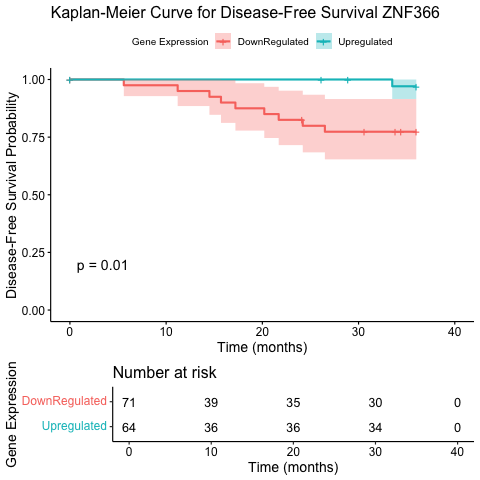 Kaplan-Meier Curve for Disease-Free Survival ZNF366
Gene Expression DownRegulated Upregulated
Disease-Free Survival Probability
1.00
0.75
0.50
0.25
0.00
p = 0.01
0 10 20 30 40
Time (months)
Number at risk
Gene Expression
DownRegulated 71 39 35 30 0
Upregulated 64 36 36 34 0
0 10 20 30 40
Time (months)